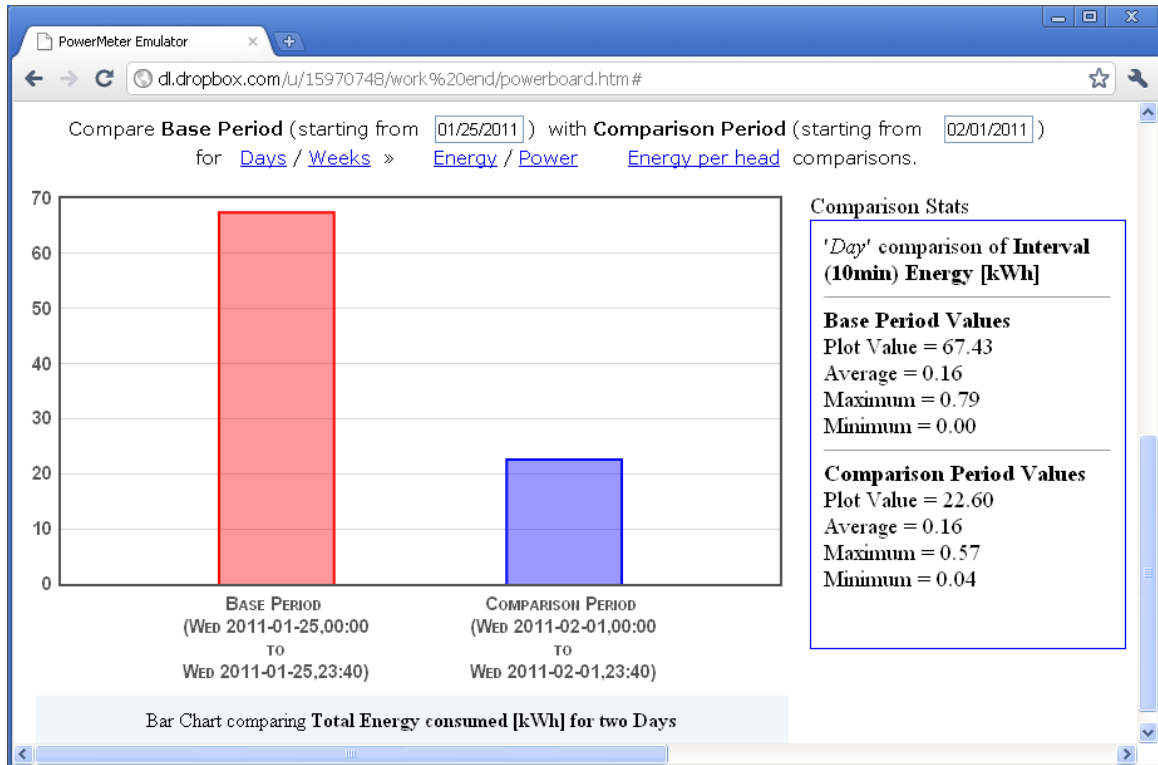 PowerMeter Emulator
dl.dropbox.com/u/15970748/work%20end/powerboard.htm#
Compare Base Period (starting from 01/25/2011 ) with Comparison Period (starting from 02/01/2011 )
for Days / Weeks » Energy / Power Energy per head comparisons.
70
60
50
40
30
20
10
0
Base Period
(Wed 2011-01-25,00:00
to
Wed 2011-01-25,23:40)
Comparison Period
(Wed 2011-02-01,00:00
to
Wed 2011-02-01,23:40)
Bar Chart comparing Total Energy consumed [kWh] for two Days
Comparison Stats
'Day' comparison of Interval
(10min) Energy [kWh]
Base Period Values
Plot Value = 67.43
Average = 0.16
Maximum = 0.79
Minimum = 0.00
Comparison Period Values
Plot Value = 22.60
Average = 0.16
Maximum = 0.57
Minimum = 0.04